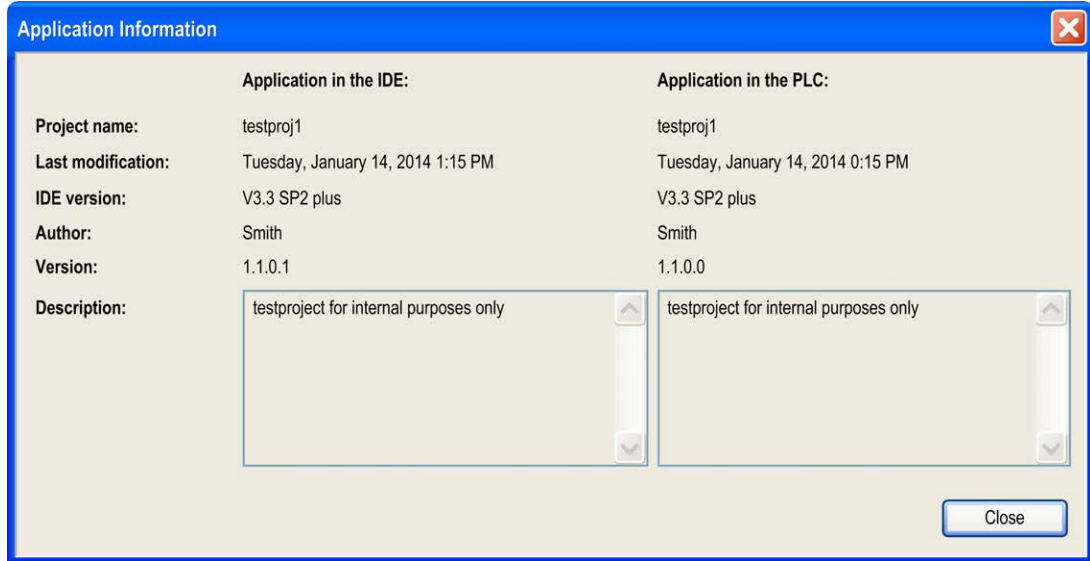 Application Information
Application in the IDE: Application in the PLC:
Project name: testproj1 testproj1
Last modification: Tuesday, January 14, 2014 1:15 PM Tuesday, January 14, 2014 0:15 PM
IDE version: V3.3 SP2 plus V3.3 SP2 plus
Author: Smith Smith
Version: 1.1.0.1 1.1.0.0
Description: testproject for internal purposes only testproject for internal purposes only
Close